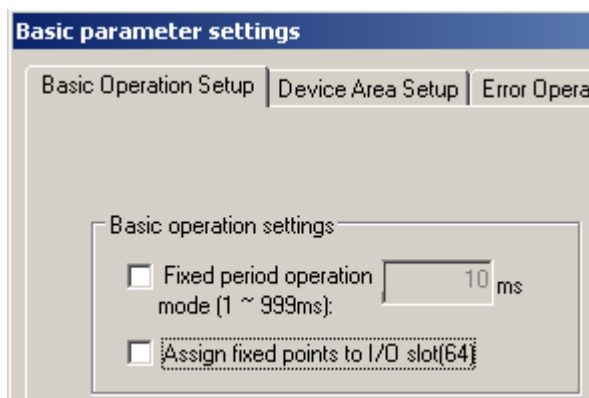 Basic parameter settings
Basic Operation Setup Device Area Setup Error Opera
Basic operation settings
Fixed period operation 10 ms
mode (1 ~ 999ms):
Assign fixed points to I/O slot(64)